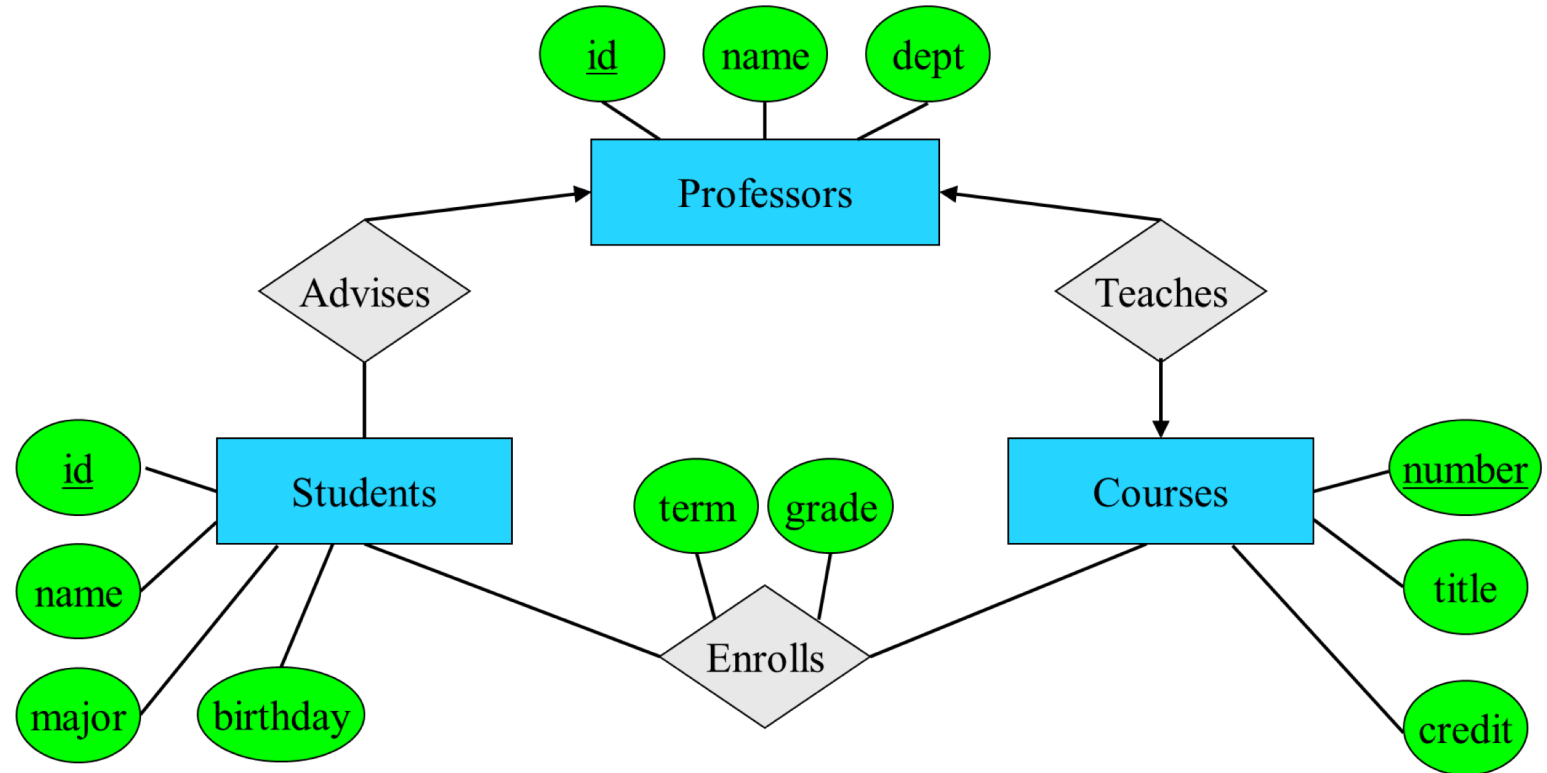 id
name
dept
Professors
Advises
Teaches
id
Students
term
grade
Courses
number
name
title
Enrolls
major
birthday
credit